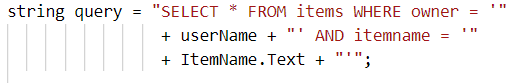 string query = "SELECT * FROM items WHERE owner = '"
+ userName + "' AND itemname = '"
+ ItemName.Text + "'";